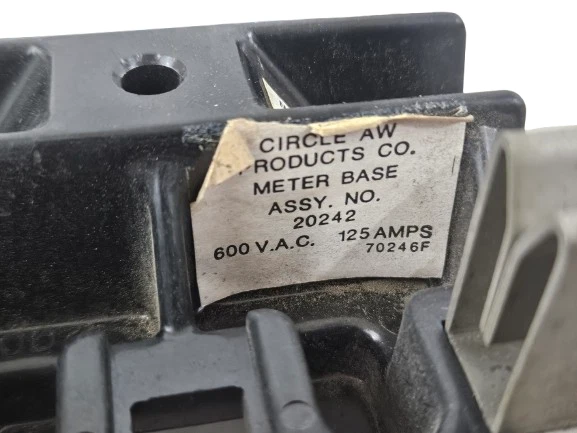 CIRCLE AW
PRODUCTS CO.
METER BASE
ASSY. NO.
20242
600 V.A.C. 125 AMPS
70246F